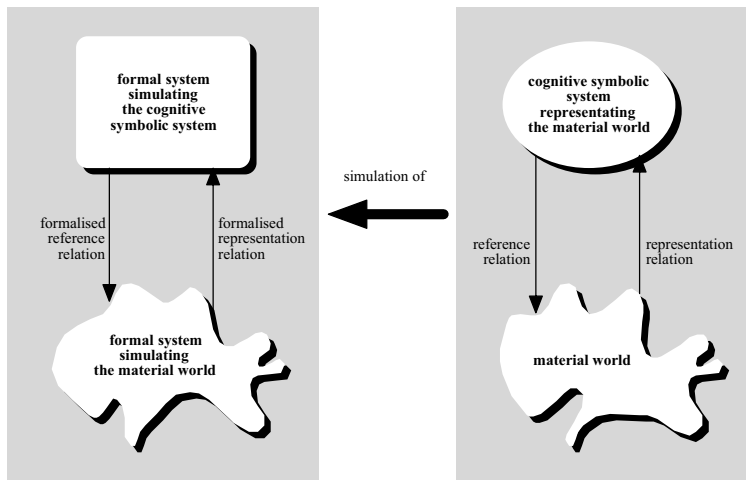 formal system
simulating
the cognitive
symbolic system
formalised
reference
relation
formalised
representation
relation
formal system
simulating
the material world
simulation of
cognitive symbolic
system
representating
the material world
reference
relation
representation
relation
material world